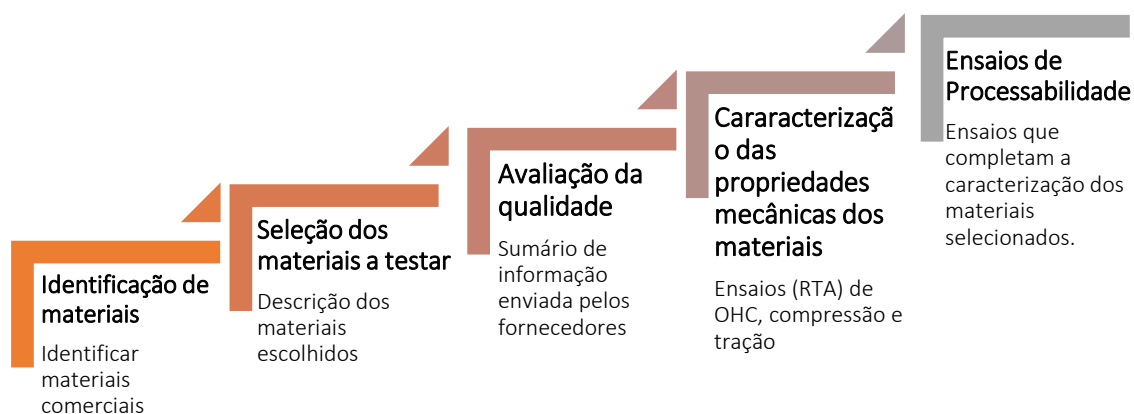 Identificação de
materiais
Identificar
materiais
comerciais
Seleção dos
materiais a testar
Descrição dos
materiais
escolhidos
Avaliação da
qualidade
Sumário de
informação
enviada pelos
fornecedores
Cararacterizaçã
o das
propriedades
mecânicas dos
materiais
Ensaios (RTA) de
OHC, compressão e
tração
Ensaios de
Processabilidade
Ensaios que
completam a
caracterização dos
materiais
selecionados.